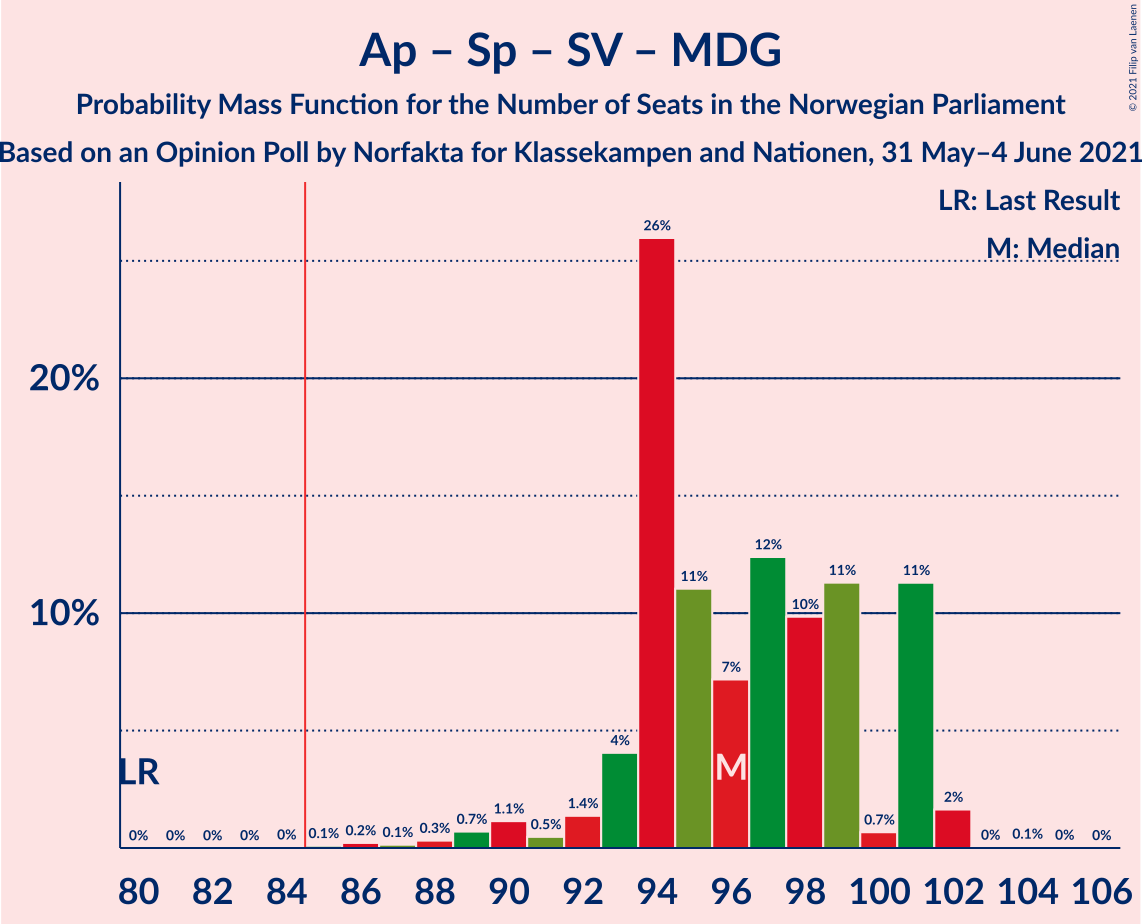 Ap – Sp – SV – MDG
Probability Mass Function for the Number of Seats in the Norwegian Parliament
Based on an Opinion Poll by Norfakta for Klassekampen and Nationen, 31 May–4 June 2021
© 2021 Filip van Laenen
LR: Last Result
M: Median
26%
20%
12%
11% 11% 11%
10%
10%
7%
4%
M
LR
2%
1.4%
1.1%
0.7% 0.7%
0.5%
0.3%
0% 0% 0% 0% 0% 0.1% 0.2% 0.1% 0% 0.1% 0% 0%
80 82 84 86 88 90 92 94 96 98 100 102 104 106